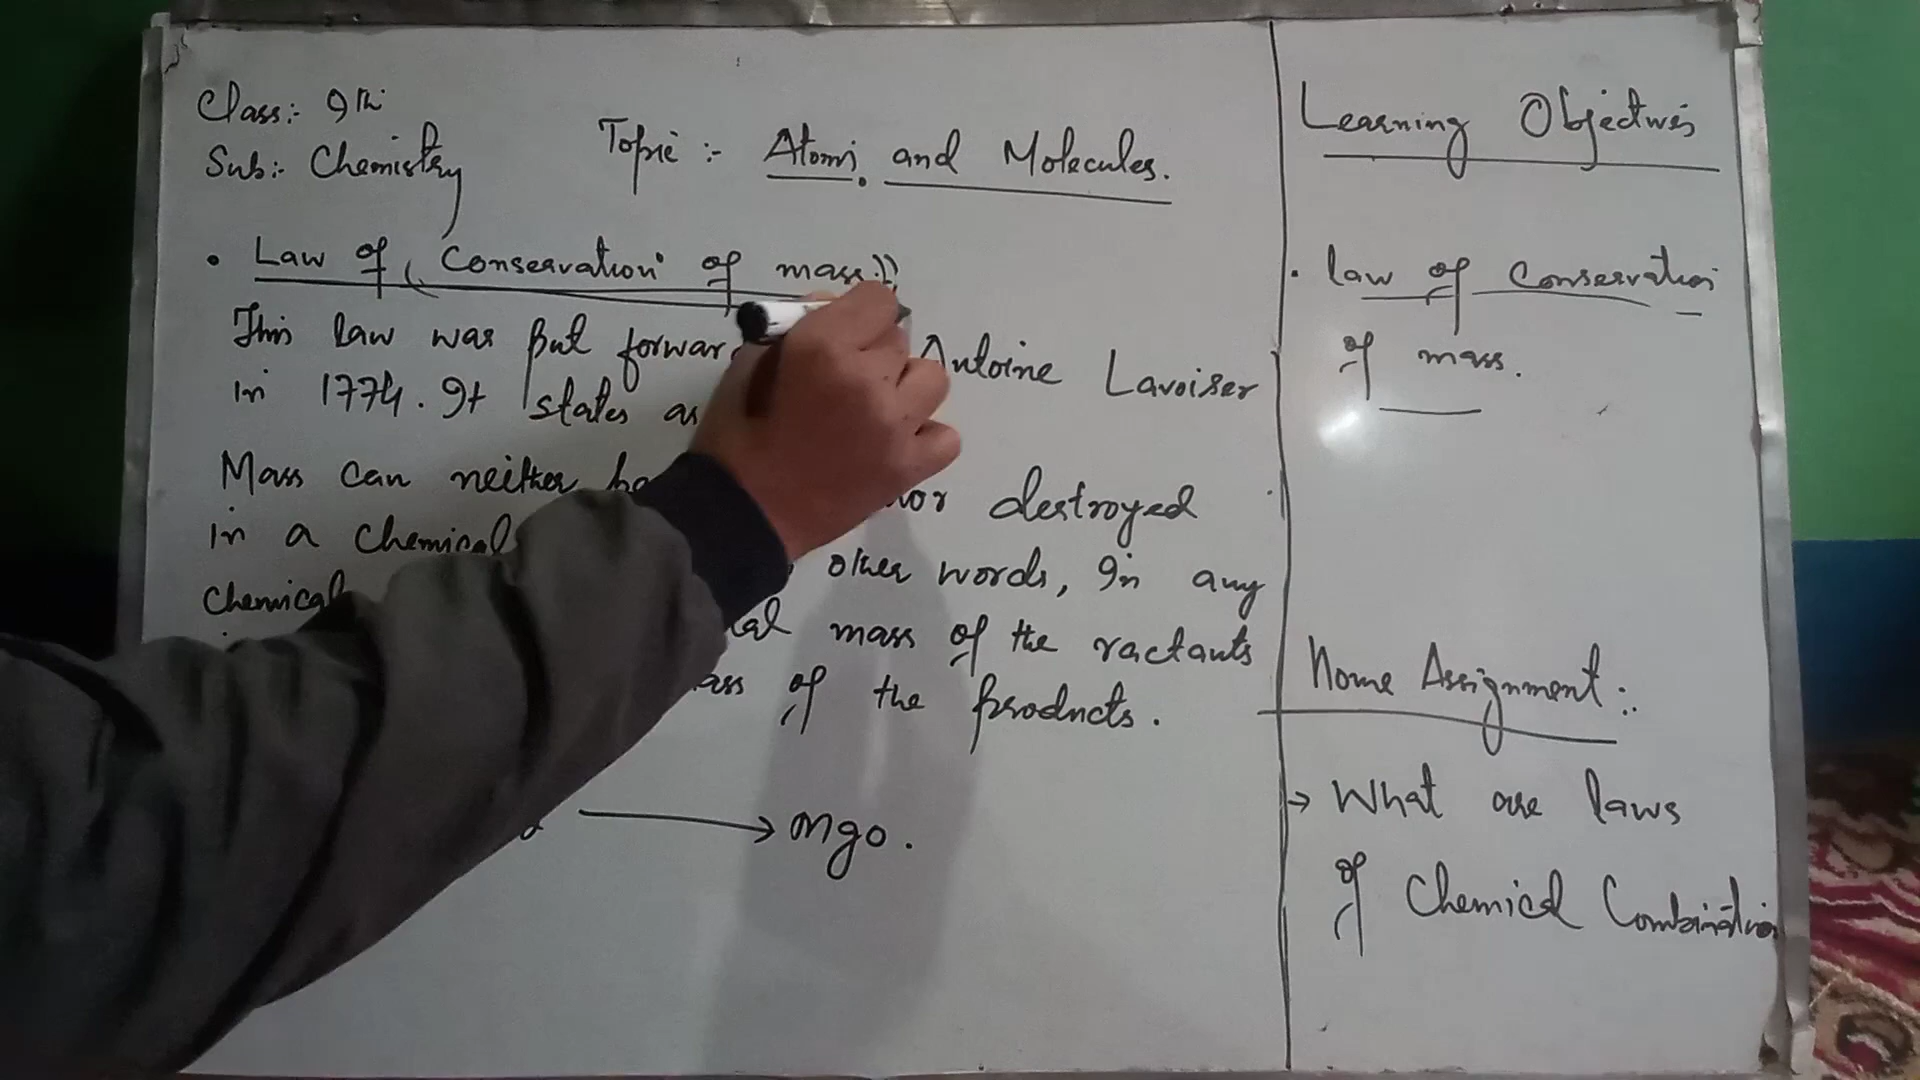 Class:- 9th
Sub:- Chemistry
Topic :- Atoms and Molecules.
• Law of (Conservation of mass))
This law was put forwar Antoine Lavoiser
in 1774. It states as
Mass can neither nor destroyed
in a chemical
chemical other words, In any
mass of the ractants
of the products.
→ Mgo.
Learning Objectives
• law of Conservation
of mass.
Home Assignment :.
→ What are laws
of Chemical Combination